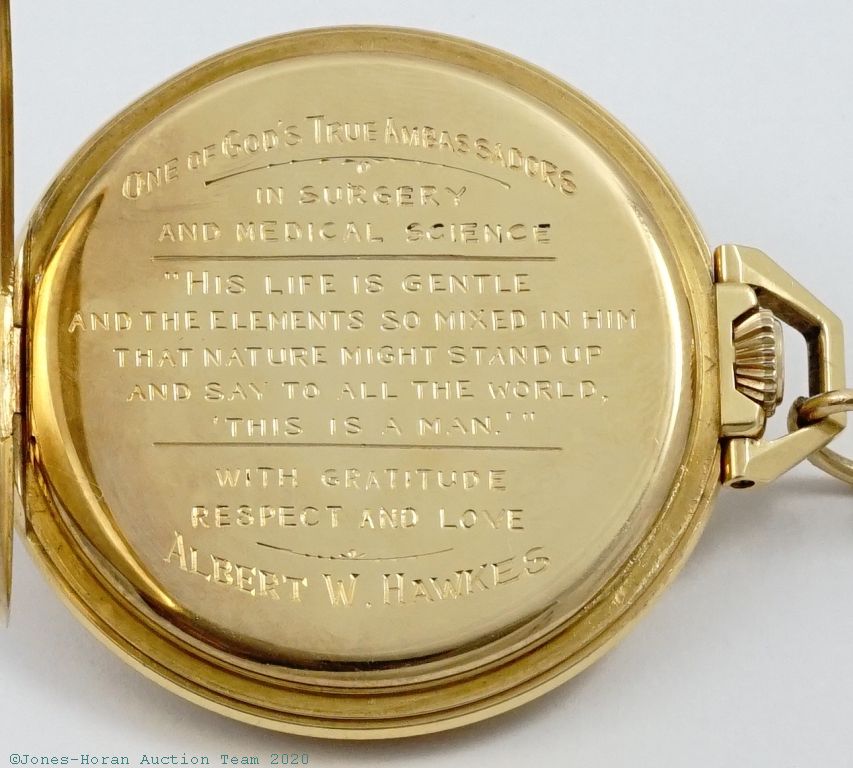 ONE OF GOD'S TRUE AMBASSADORS
IN SURGERY
AND MEDICAL SCIENCE
"HIS LIFE IS GENTLE
AND THE ELEMENTS SO MIXED IN HIM
THAT NATURE MIGHT STAND UP
AND SAY TO ALL THE WORLD,
'THIS IS A MAN.'"
WITH GRATITUDE
RESPECT AND LOVE
ALBERT W. HAWKES
©Jones-Horan Auction Team 2020